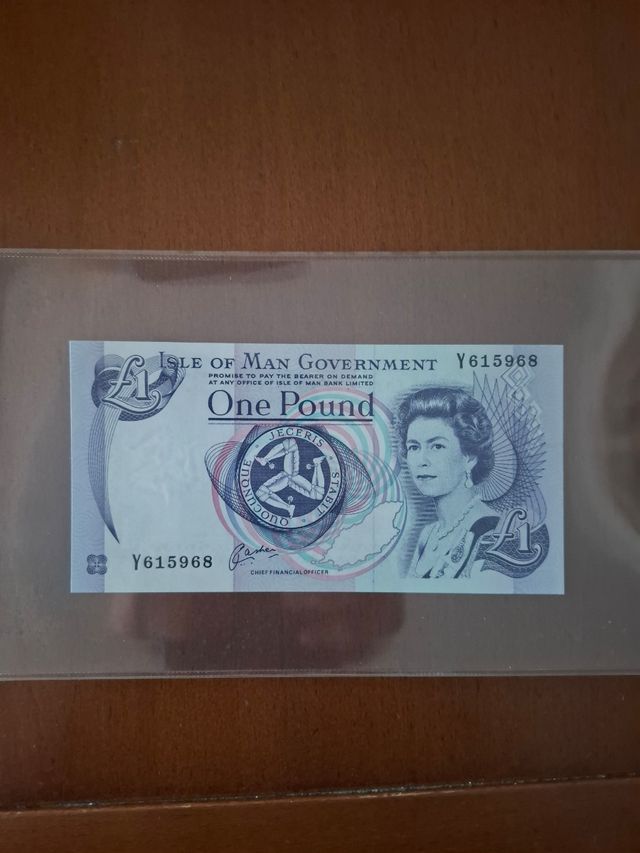 £1
ISLE OF MAN GOVERNMENT Y615968
PROMISE TO PAY THE BEARER ON DEMAND
AT ANY OFFICE OF ISLE OF MAN BANK LIMITED
One Pound
QUOCUNQUE · JECERIS · STABIT
£1
Y615968
CHIEF FINANCIAL OFFICER